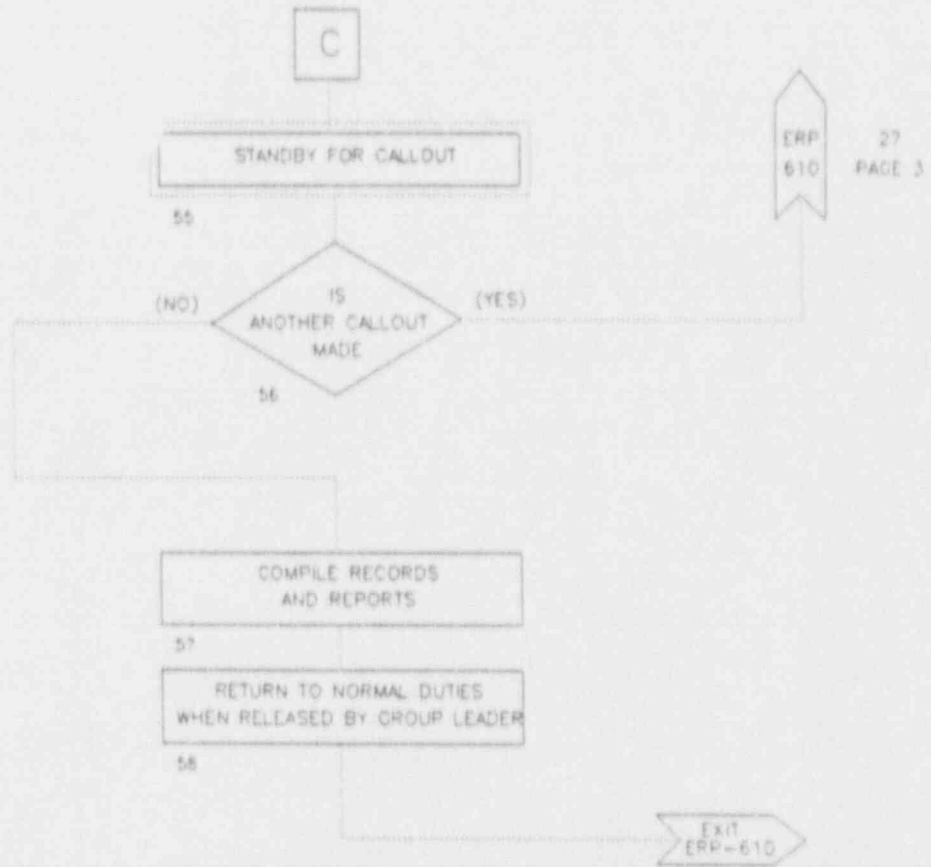 C
STANDBY FOR CALLOUT
55
ERP
610
27
PAGE 3
(NO)
IS
ANOTHER CALLOUT
MADE
(YES)
56
COMPILE RECORDS
AND REPORTS
57
RETURN TO NORMAL DUTIES
WHEN RELEASED BY GROUP LEADER
58
EXIT
ERP-610